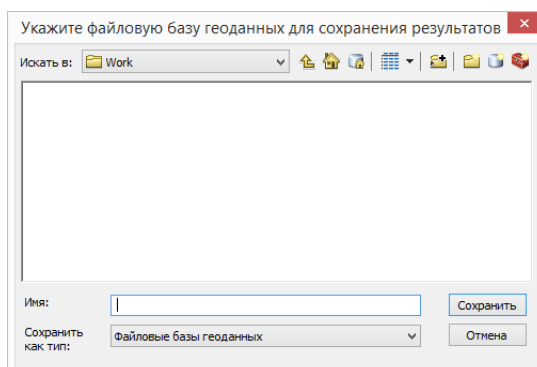 Укажите файловую базу геоданных для сохранения результатов
Искать в: Work
Имя:
Сохранить
Сохранить как тип: Файловые базы геоданных
Отмена